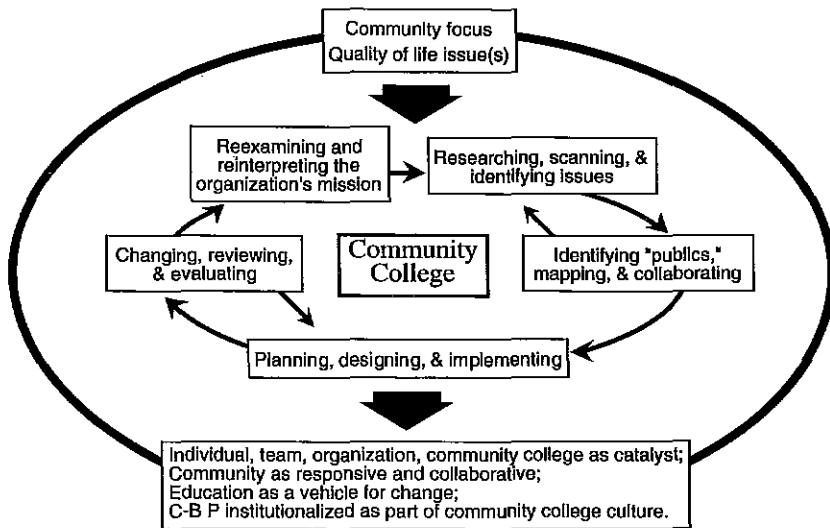 Community focus
Quality of life issue(s)
Reexamining and
reinterpreting the
organization's mission
Researching, scanning, &
identifying issues
Changing, reviewing,
& evaluating
Community
College
Identifying "publics,"
mapping, & collaborating
Planning, designing, & implementing
Individual, team, organization, community college as catalyst;
Community as responsive and collaborative;
Education as a vehicle for change;
C-B P institutionalized as part of community college culture.